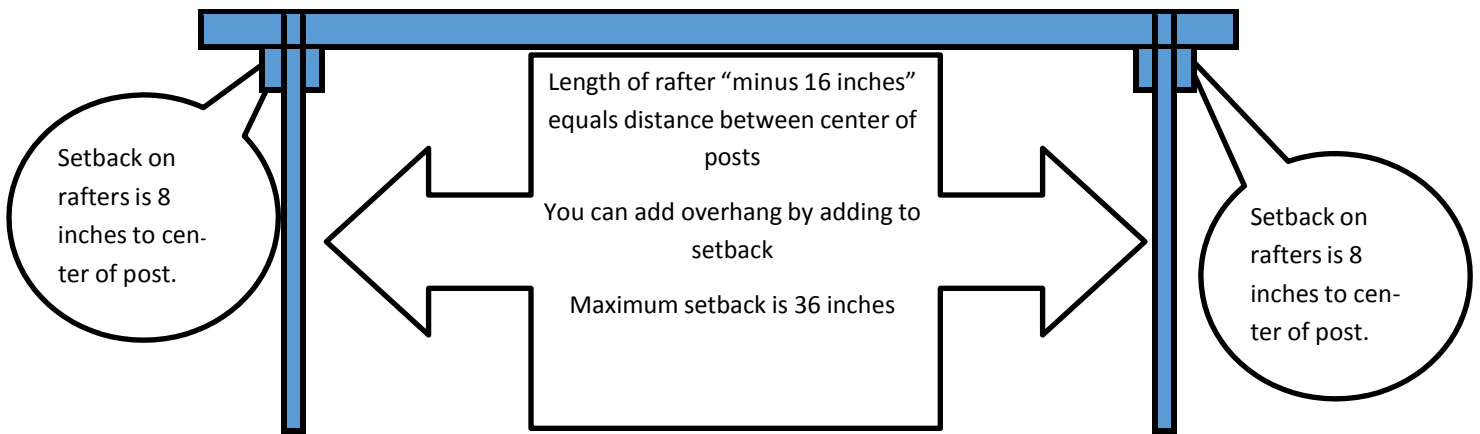 Setback on
rafters is 8
inches to cen-
ter of post.
Length of rafter “minus 16 inches”
equals distance between center of
posts
You can add overhang by adding to
setback
Maximum setback is 36 inches
Setback on
rafters is 8
inches to cen-
ter of post.